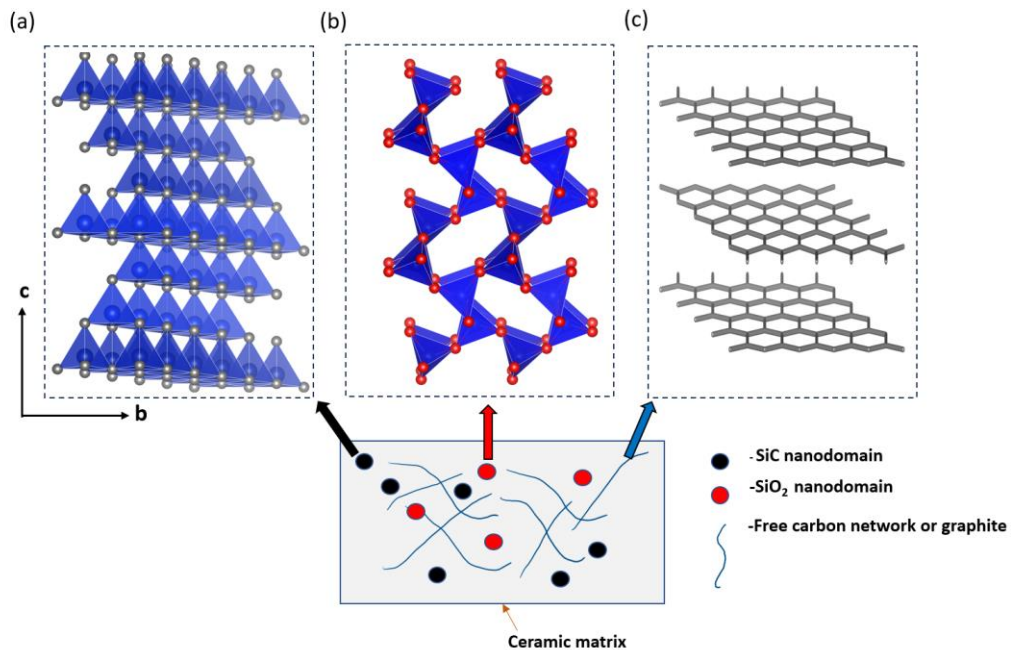 (a)
(b)
(c)
c
b
- SiC nanodomain
-SiO₂ nanodomain
-Free carbon network or graphite
Ceramic matrix